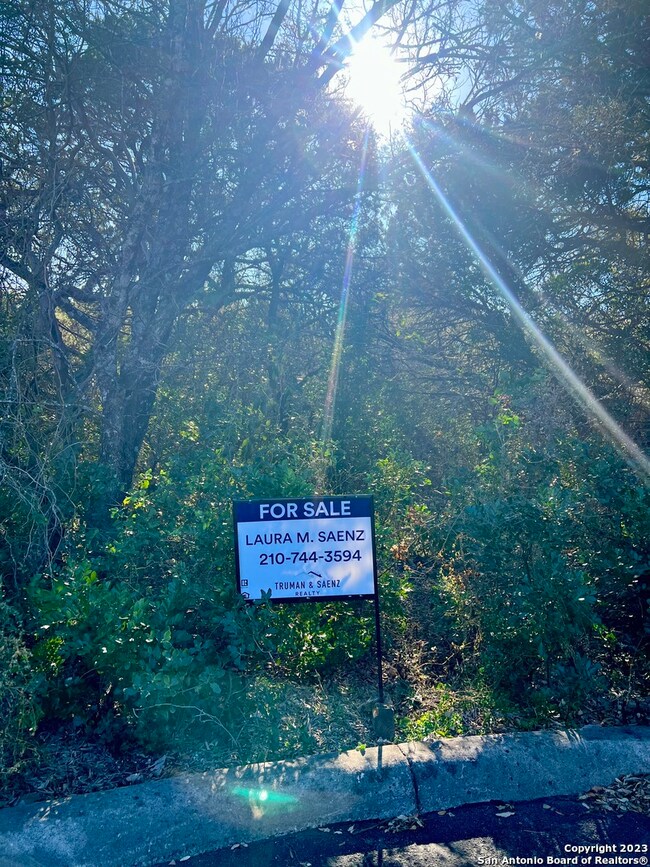 FOR SALE
LAURA M. SAENZ
210-744-3594
TRUMAN & SAENZ
REALTY
Copyright 2023
San Antonio Board of Realtors®